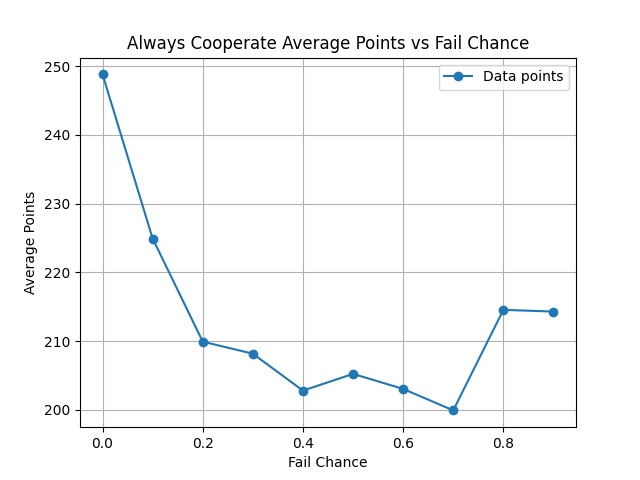 Always Cooperate Average Points vs Fail Chance
250
240
230
220
210
200
Average Points
Data points
0.0 0.2 0.4 0.6 0.8
Fail Chance